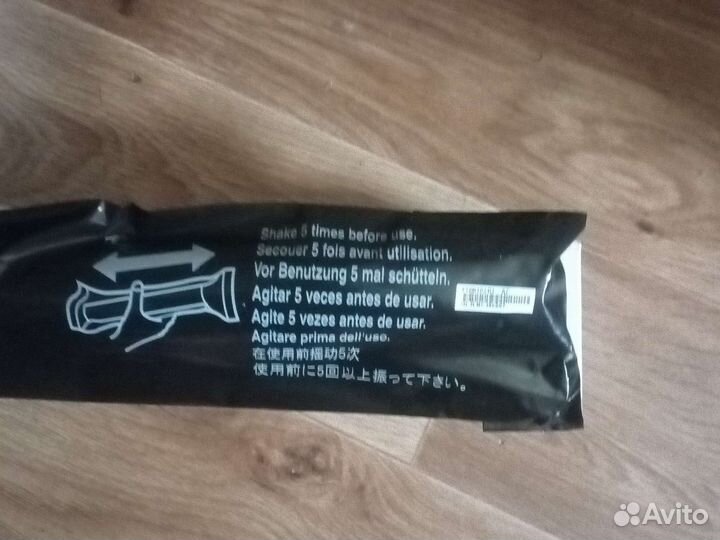 Shake 5 times before use.
Secouer 5 fois avant utilisation.
Vor Benutzung 5 mal schütteln.
Agitar 5 veces antes de usar.
Agite 5 vezes antes de usar.
Agitare prima dell'uso.
在使用前摇动5次
使用前に5回以上振って下さい。
Avito